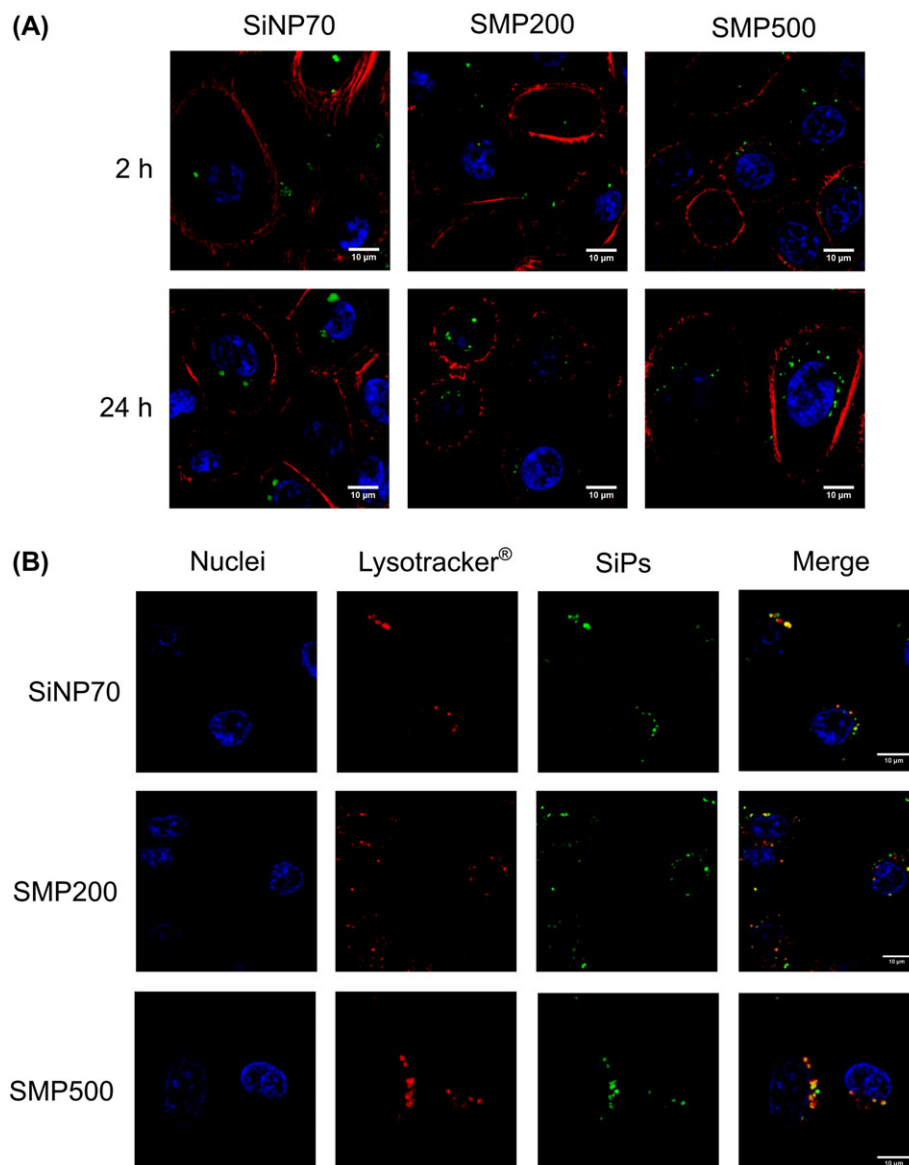 (A)
SiNP70 SMP200 SMP500
2 h
10 µm 10 µm 10 µm
24 h
10 µm 10 µm 10 µm
(B)
Nuclei Lysotracker® SiPs Merge
SiNP70
10 µm
SMP200
10 µm
SMP500
10 µm